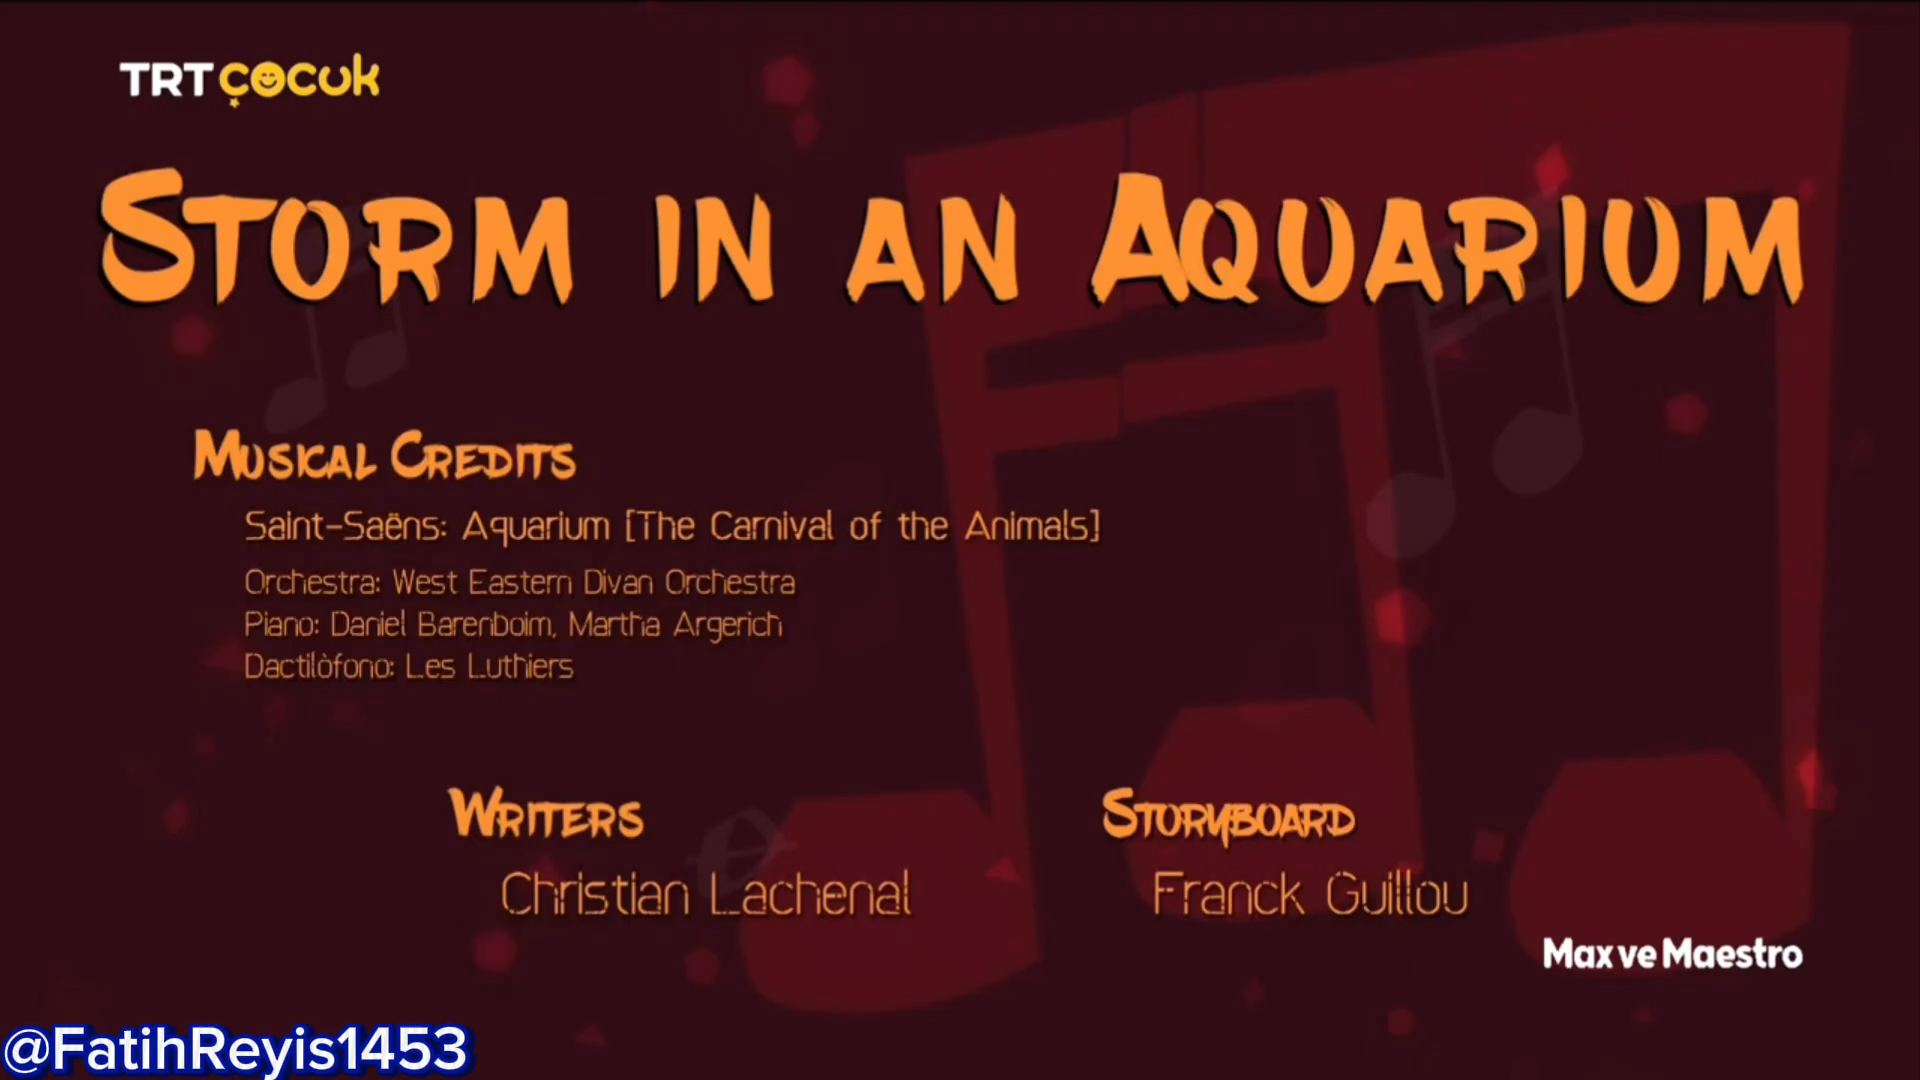 TRT çocuk
Storm in an Aquarium
Musical Credits
Saint-Saëns: Aquarium [The Carnival of the Animals]
Orchestra: West Eastern Divan Orchestra
Piano: Daniel Barenboim, Martha Argerich
Dactilòfono: Les Luthiers
Writers
Christian Lachenal
Storyboard
Franck Guillou
Max ve Maestro
@FatihReyis1453